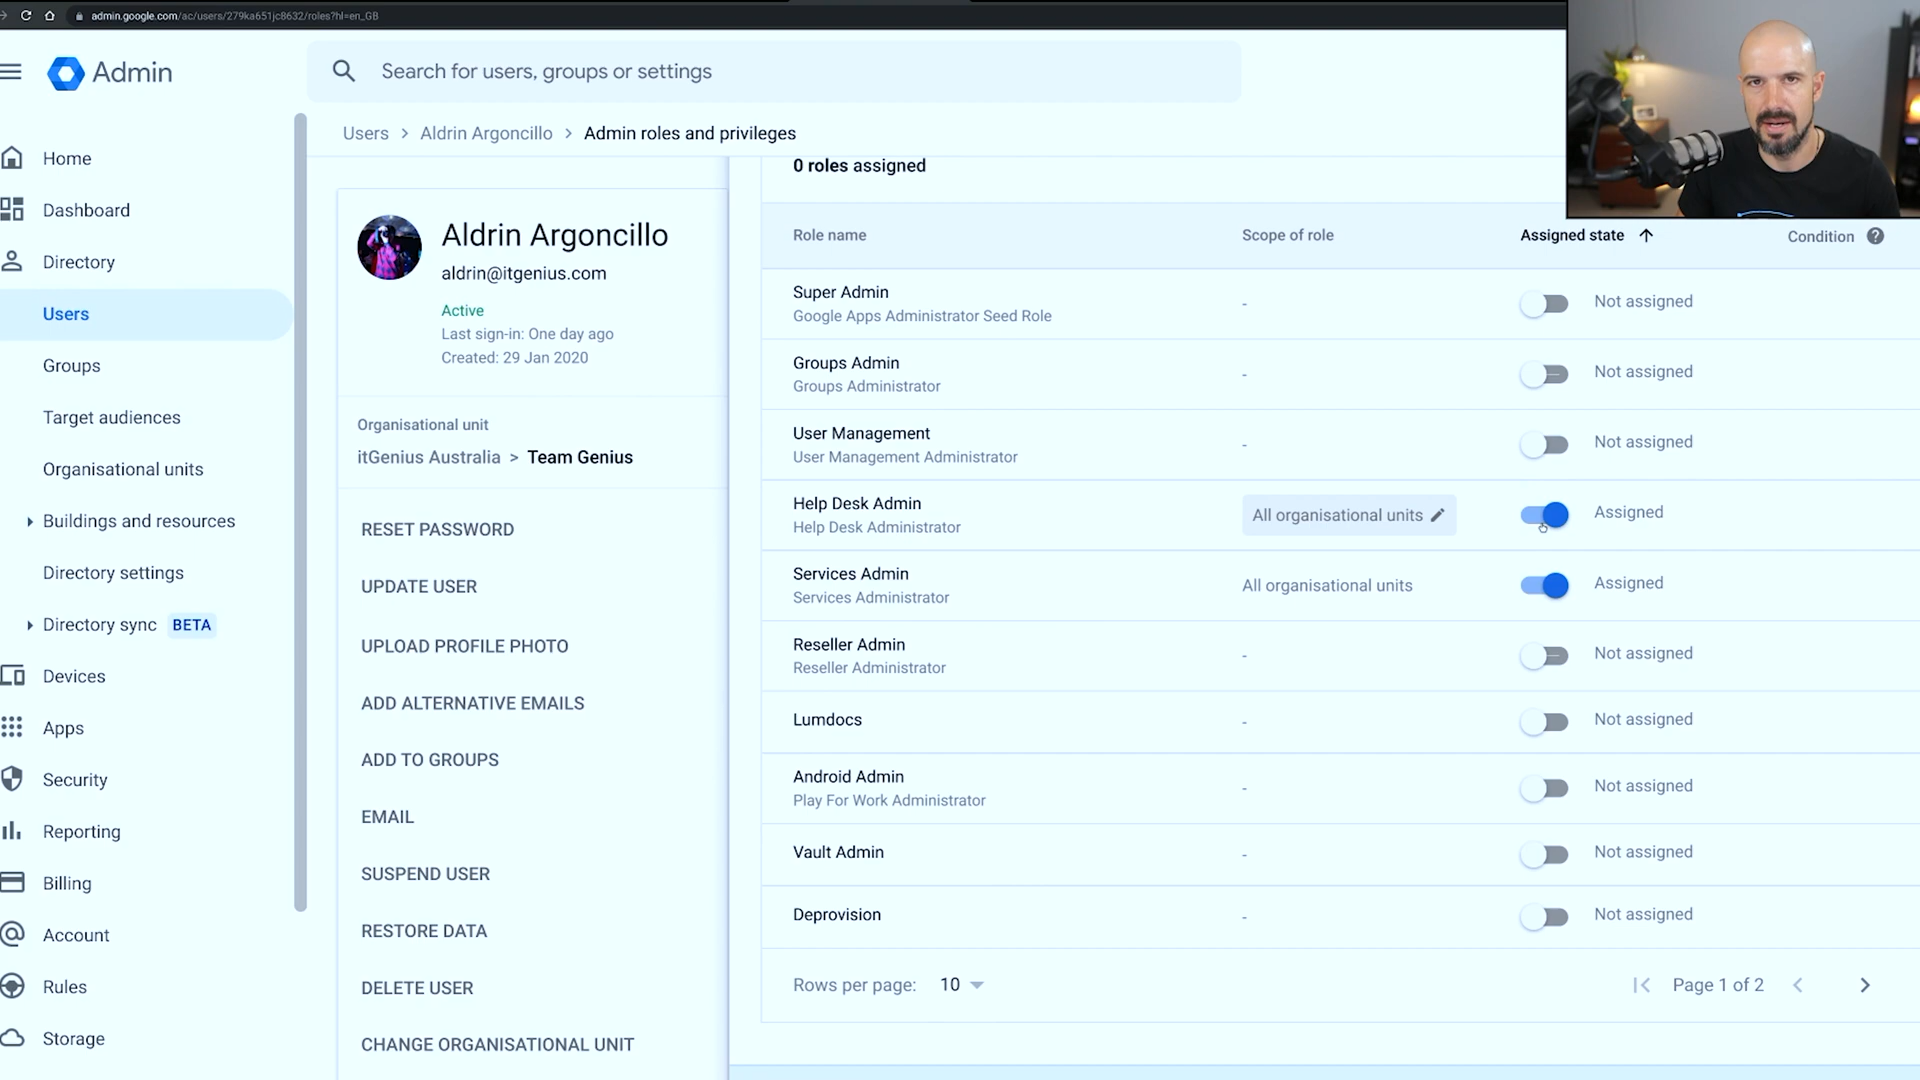 admin.google.com/ac/users/279ka651jc8632/roles?hl=en_GB
Admin
Search for users, groups or settings
Users > Aldrin Argoncillo > Admin roles and privileges
Home
Dashboard
Directory
Users
Groups
Target audiences
Organisational units
Buildings and resources
Directory settings
Directory sync BETA
Devices
Apps
Security
Reporting
Billing
Account
Rules
Storage
Aldrin Argoncillo
aldrin@itgenius.com
Active
Last sign-in: One day ago
Created: 29 Jan 2020
Organisational unit
itGenius Australia > Team Genius
RESET PASSWORD
UPDATE USER
UPLOAD PROFILE PHOTO
ADD ALTERNATIVE EMAILS
ADD TO GROUPS
EMAIL
SUSPEND USER
RESTORE DATA
DELETE USER
CHANGE ORGANISATIONAL UNIT
0 roles assigned
Role name Scope of role Assigned state Condition ?
Super Admin
Google Apps Administrator Seed Role - Not assigned
Groups Admin
Groups Administrator - Not assigned
User Management
User Management Administrator - Not assigned
Help Desk Admin
Help Desk Administrator All organisational units Assigned
Services Admin
Services Administrator All organisational units Assigned
Reseller Admin
Reseller Administrator - Not assigned
Lumdocs - Not assigned
Android Admin
Play For Work Administrator - Not assigned
Vault Admin - Not assigned
Deprovision - Not assigned
Rows per page: 10 Page 1 of 2